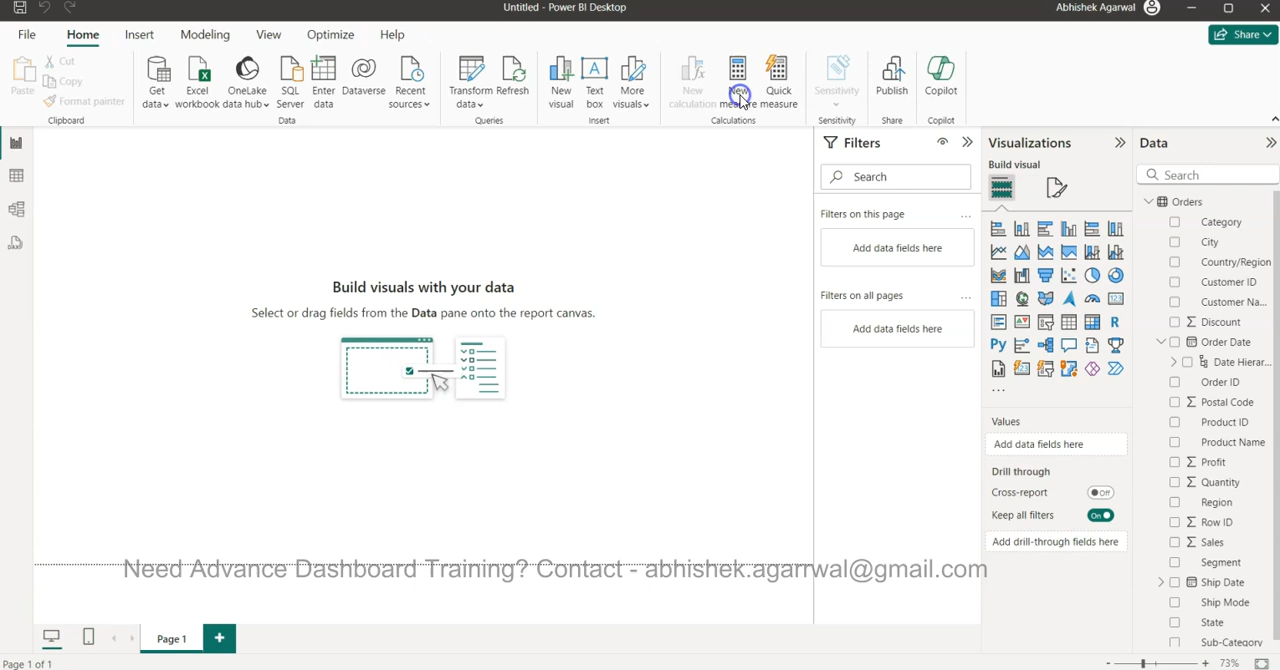 Untitled - Power BI Desktop
Abhishek Agarwal
File Home Insert Modeling View Optimize Help
Share
Paste
Cut
Copy
Format painter
Clipboard
Get data
Excel workbook
OneLake data hub
SQL Server
Enter data
Dataverse
Recent sources
Data
Transform data
Refresh
Queries
New visual
Text box
More visuals
Insert
New calculation
New measure
Quick measure
Calculations
Sensitivity
Sensitivity
Publish
Share
Copilot
Copilot
Build visuals with your data
Select or drag fields from the Data pane onto the report canvas.
Filters
Search
Filters on this page
...
Add data fields here
Filters on all pages
...
Add data fields here
Visualizations
Build visual
R
Py
123
...
Values
Add data fields here
Drill through
Cross-report
Off
Keep all filters
On
Add drill-through fields here
Data
Search
Orders
Category
City
Country/Region
Customer ID
Customer Na...
Discount
Order Date
Date Hierar...
Order ID
Postal Code
Product ID
Product Name
Profit
Quantity
Region
Row ID
Sales
Segment
Ship Date
Ship Mode
State
Sub-Category
Need Advance Dashboard Training? Contact - abhishek.agarrwal@gmail.com
Page 1
+
Page 1 of 1
- + 73%